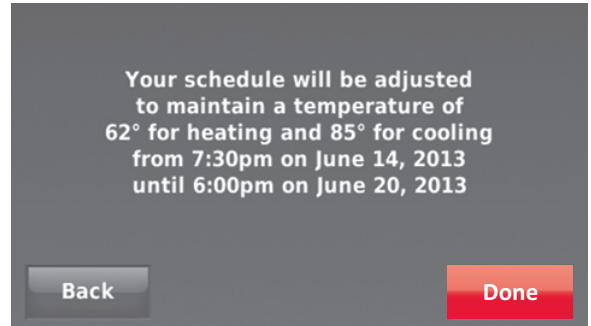 Your schedule will be adjusted
to maintain a temperature of
62° for heating and 85° for cooling
from 7:30pm on June 14, 2013
until 6:00pm on June 20, 2013
Back
Done